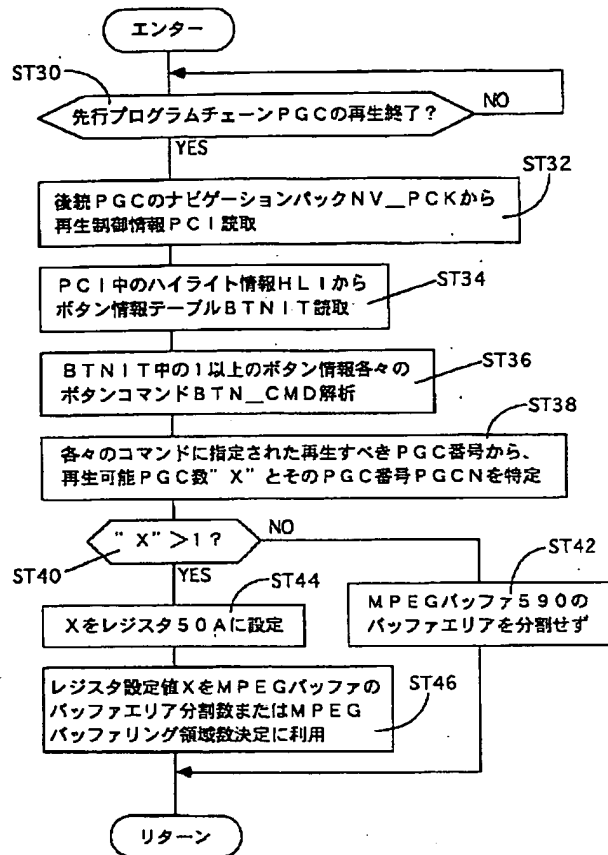 エンター
ST30
先行プログラムチェーンPGCの再生終了?
NO
YES
ST32
後続PGCのナビゲーションパックNV__PCKから
再生制御情報PCI読取
PCI中のハイライト情報HLIから
ボタン情報テーブルBTNIT読取
ST34
BTNIT中の1以上のボタン情報各々の
ボタンコマンドBTN__CMD解析
ST36
ST38
各々のコマンドに指定された再生すべきPGC番号から、
再生可能PGC数"X"とそのPGC番号PGCNを特定
"X">1?
NO
ST40
YES
ST42
MPEGバッファ590の
バッファエリアを分割せず
ST44
Xをレジスタ50Aに設定
レジスタ設定値XをMPEGバッファの
バッファエリア分割数またはMPEG
バッファリング領域数決定に利用
ST46
リターン